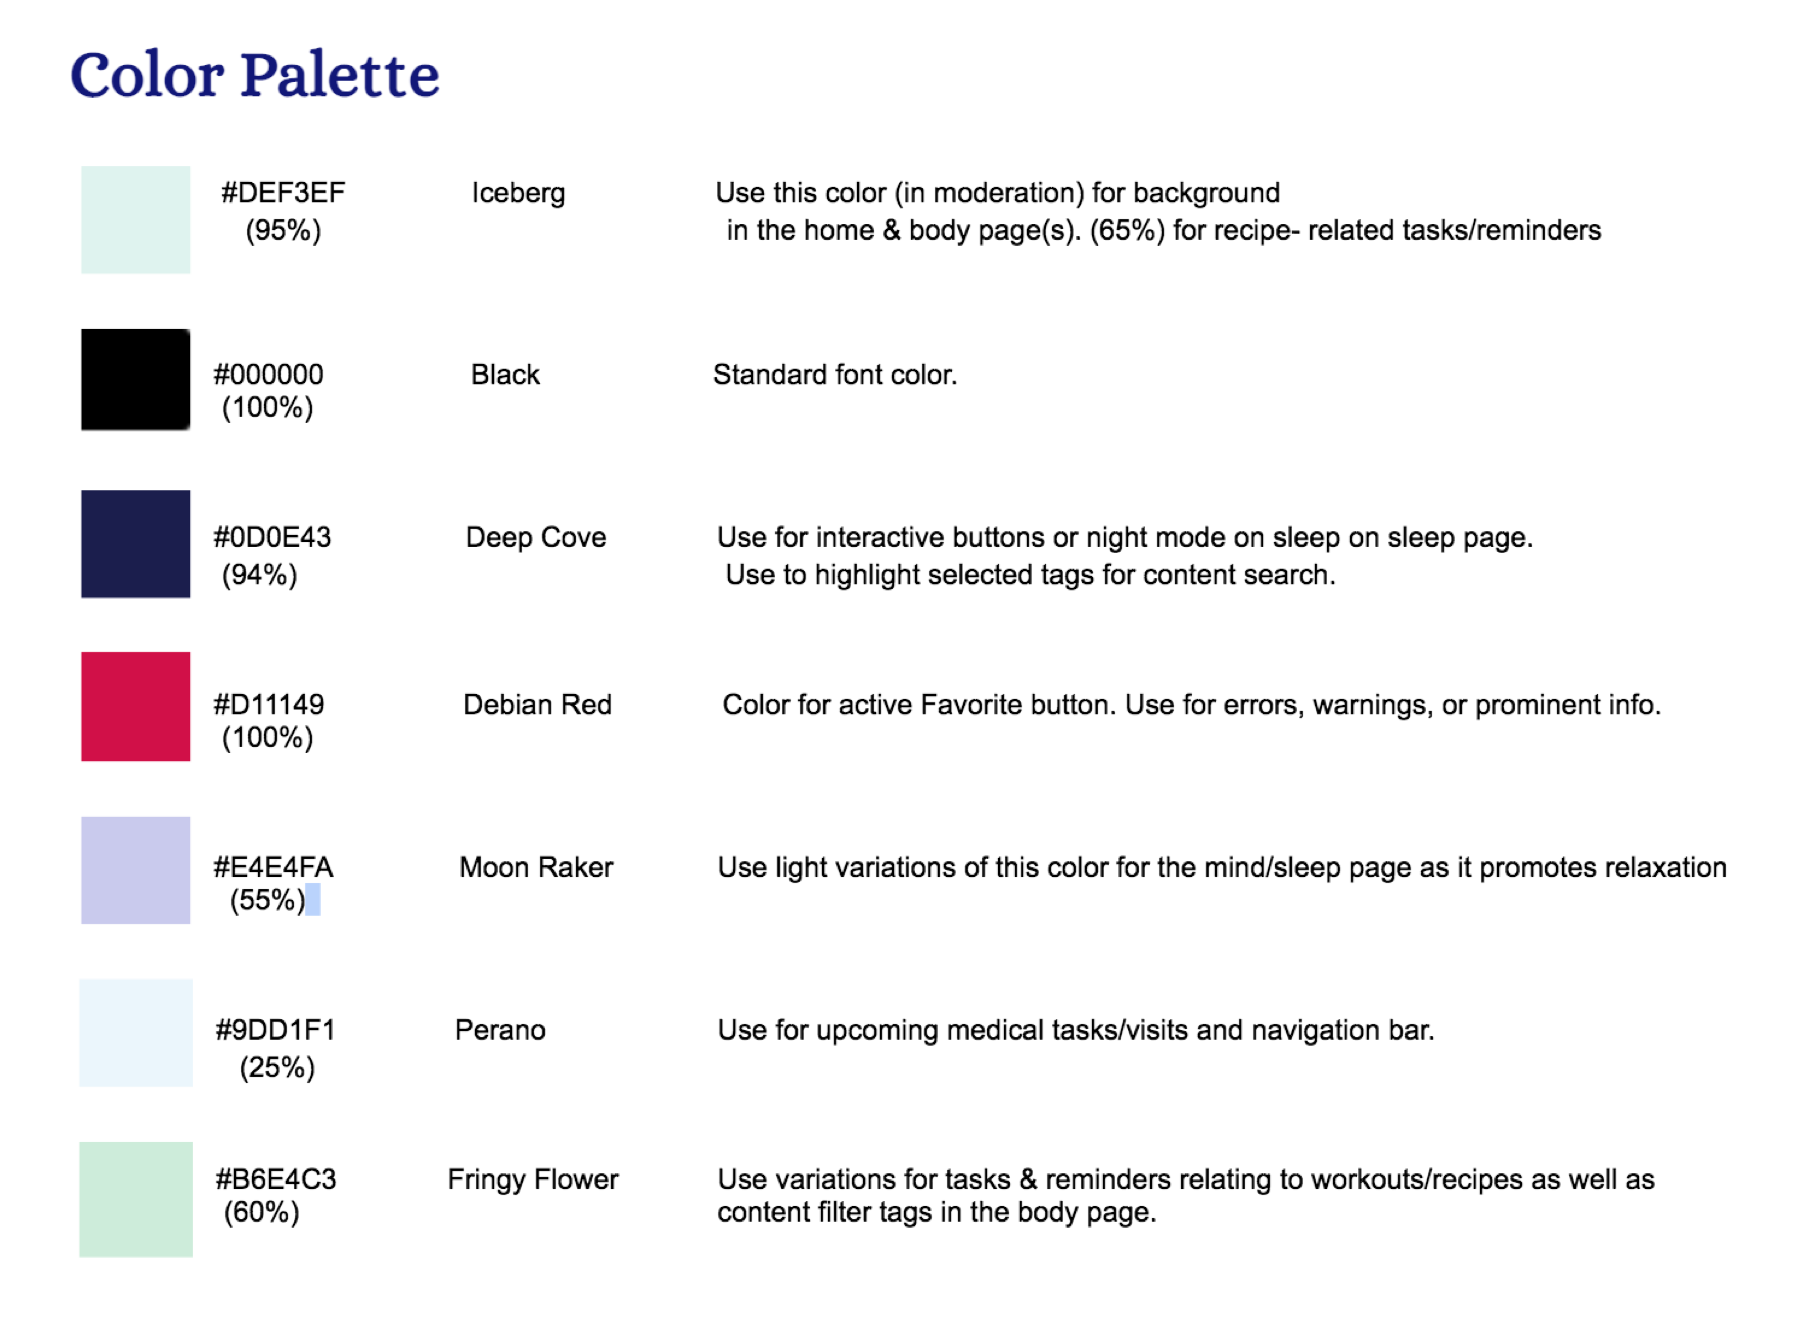 Color Palette
#DEF3EF Iceberg Use this color (in moderation) for background
(95%) in the home & body page(s). (65%) for recipe- related tasks/reminders
#000000 Black Standard font color.
(100%)
#0D0E43 Deep Cove Use for interactive buttons or night mode on sleep on sleep page.
(94%) Use to highlight selected tags for content search.
#D11149 Debian Red Color for active Favorite button. Use for errors, warnings, or prominent info.
(100%)
#E4E4FA Moon Raker Use light variations of this color for the mind/sleep page as it promotes relaxation
(55%)
#9DD1F1 Perano Use for upcoming medical tasks/visits and navigation bar.
(25%)
#B6E4C3 Fringy Flower Use variations for tasks & reminders relating to workouts/recipes as well as
(60%) content filter tags in the body page.